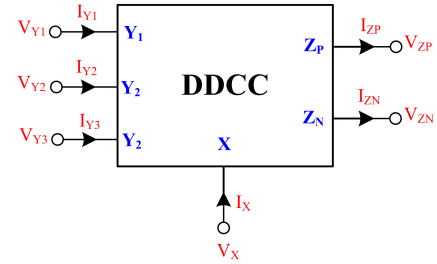 I_Y1
V_Y1 Y_1 Z_P I_ZP V_ZP
I_Y2
V_Y2 Y_2 DDCC
I_Y3 I_ZN
V_Y3 Y_2 Z_N V_ZN
X
I_X
V_X